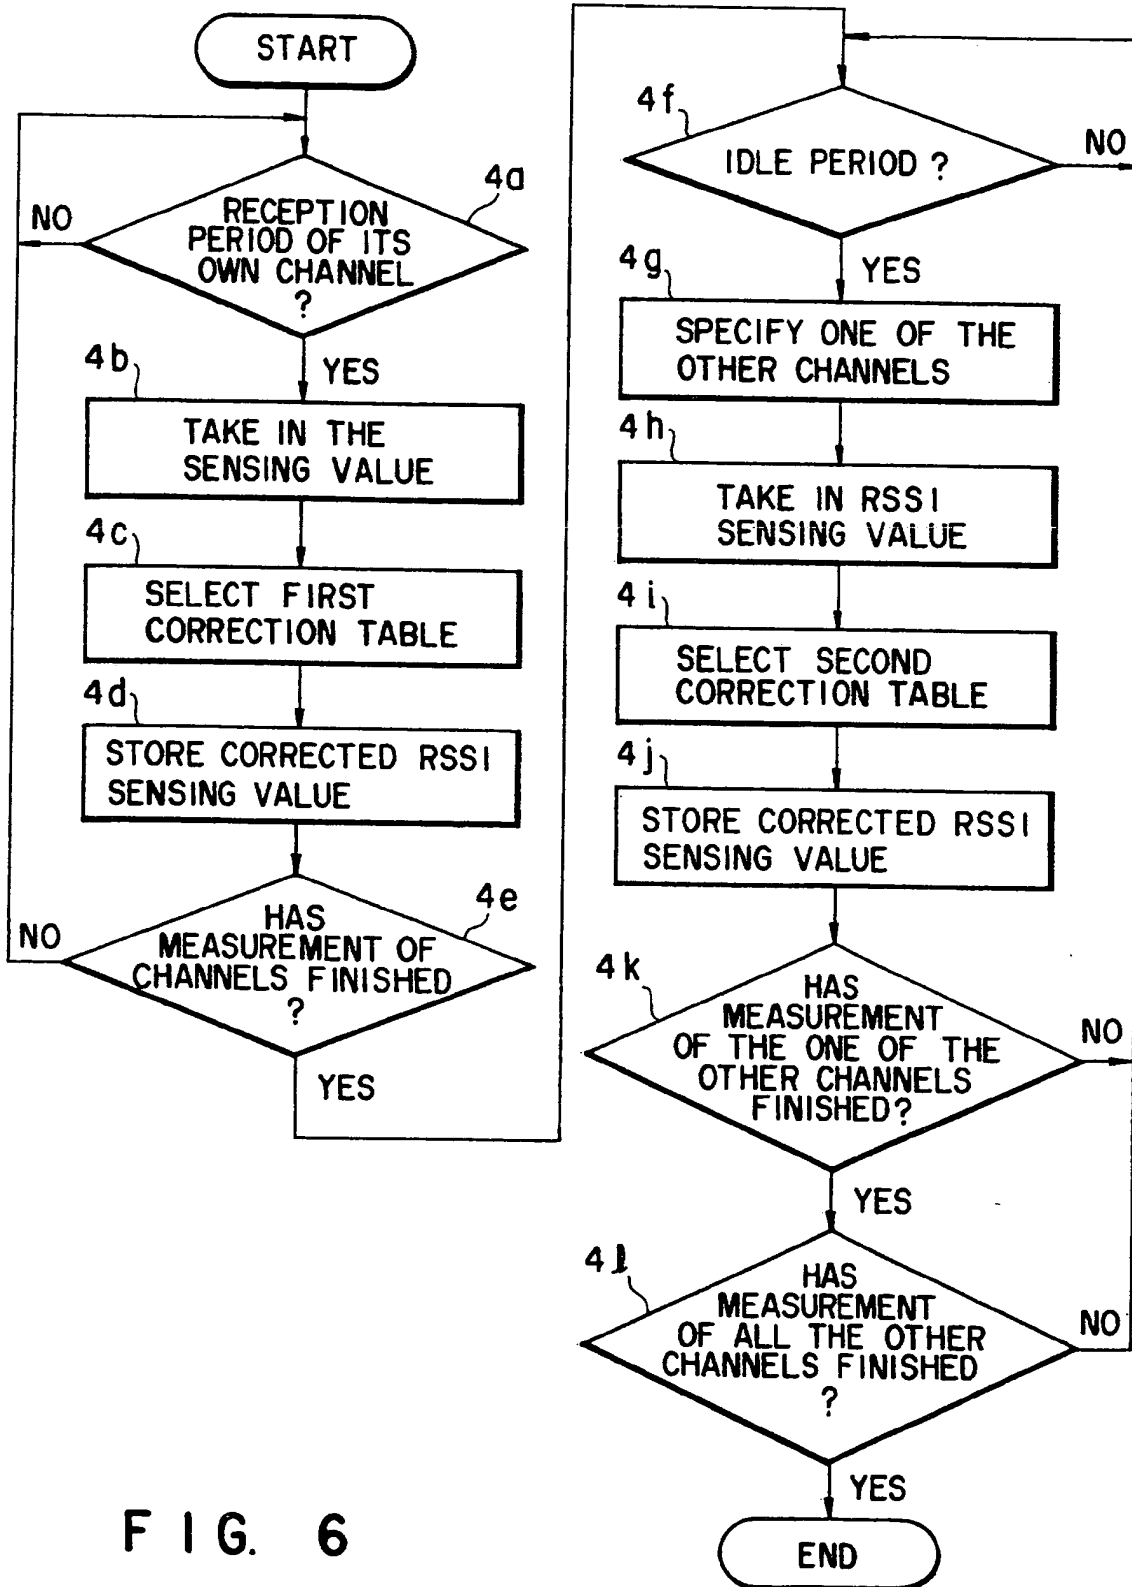 START
4a
RECEPTION
PERIOD OF ITS
OWN CHANNEL
?
NO
YES
4b
TAKE IN THE
SENSING VALUE
4c
SELECT FIRST
CORRECTION TABLE
4d
STORE CORRECTED RSSI
SENSING VALUE
4e
HAS
MEASUREMENT OF
CHANNELS FINISHED
?
NO
YES
4f
IDLE PERIOD ?
NO
YES
4g
SPECIFY ONE OF THE
OTHER CHANNELS
4h
TAKE IN RSSI
SENSING VALUE
4i
SELECT SECOND
CORRECTION TABLE
4j
STORE CORRECTED RSSI
SENSING VALUE
4k
HAS
MEASUREMENT
OF THE ONE OF THE
OTHER CHANNELS
FINISHED?
NO
YES
4l
HAS
MEASUREMENT
OF ALL THE OTHER
CHANNELS FINISHED
?
NO
YES
END
FIG. 6